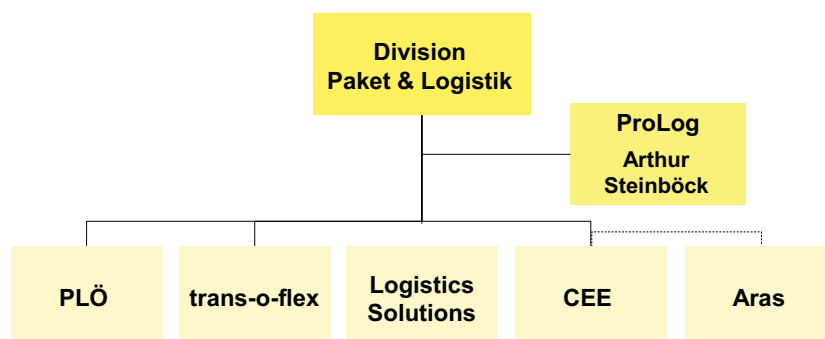 Division
Paket & Logistik
ProLog
Arthur
Steinböck
PLÖ
trans-o-flex
Logistics
Solutions
CEE
Aras